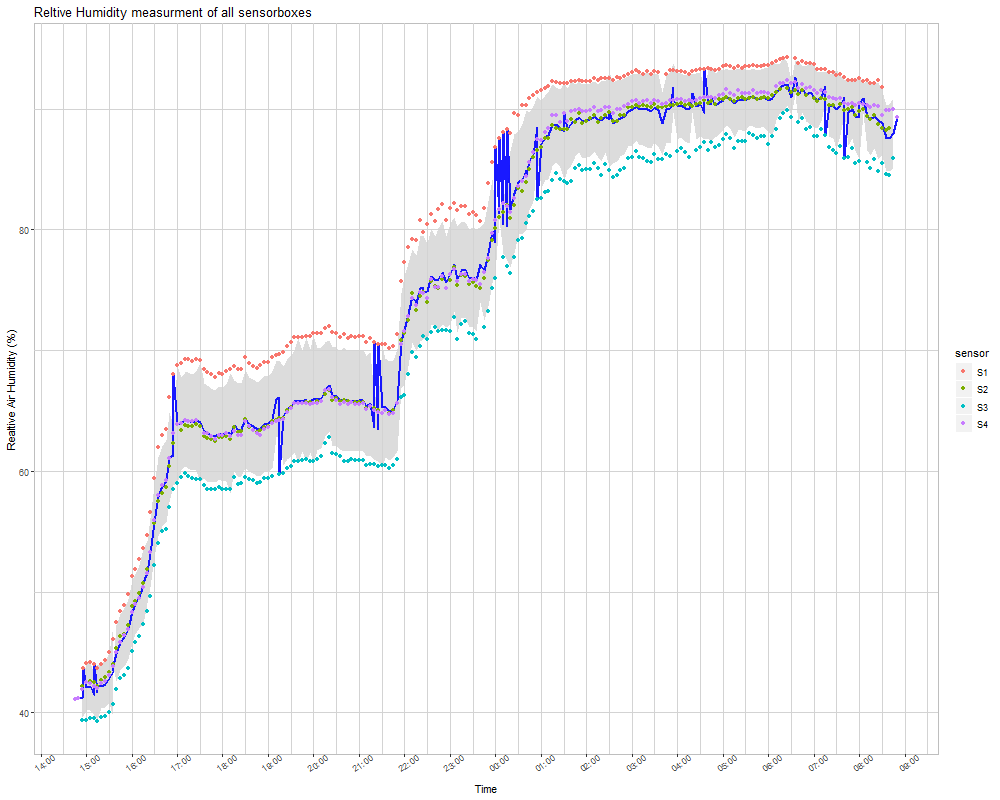 Reltive Humidity measurment of all sensorboxes
Realtive Air Humidity (%)
80
60
40
14:00 15:00 16:00 17:00 18:00 19:00 20:00 21:00 22:00 23:00 00:00 01:00 02:00 03:00 04:00 05:00 06:00 07:00 08:00 09:00
Time
sensor
S1
S2
S3
S4